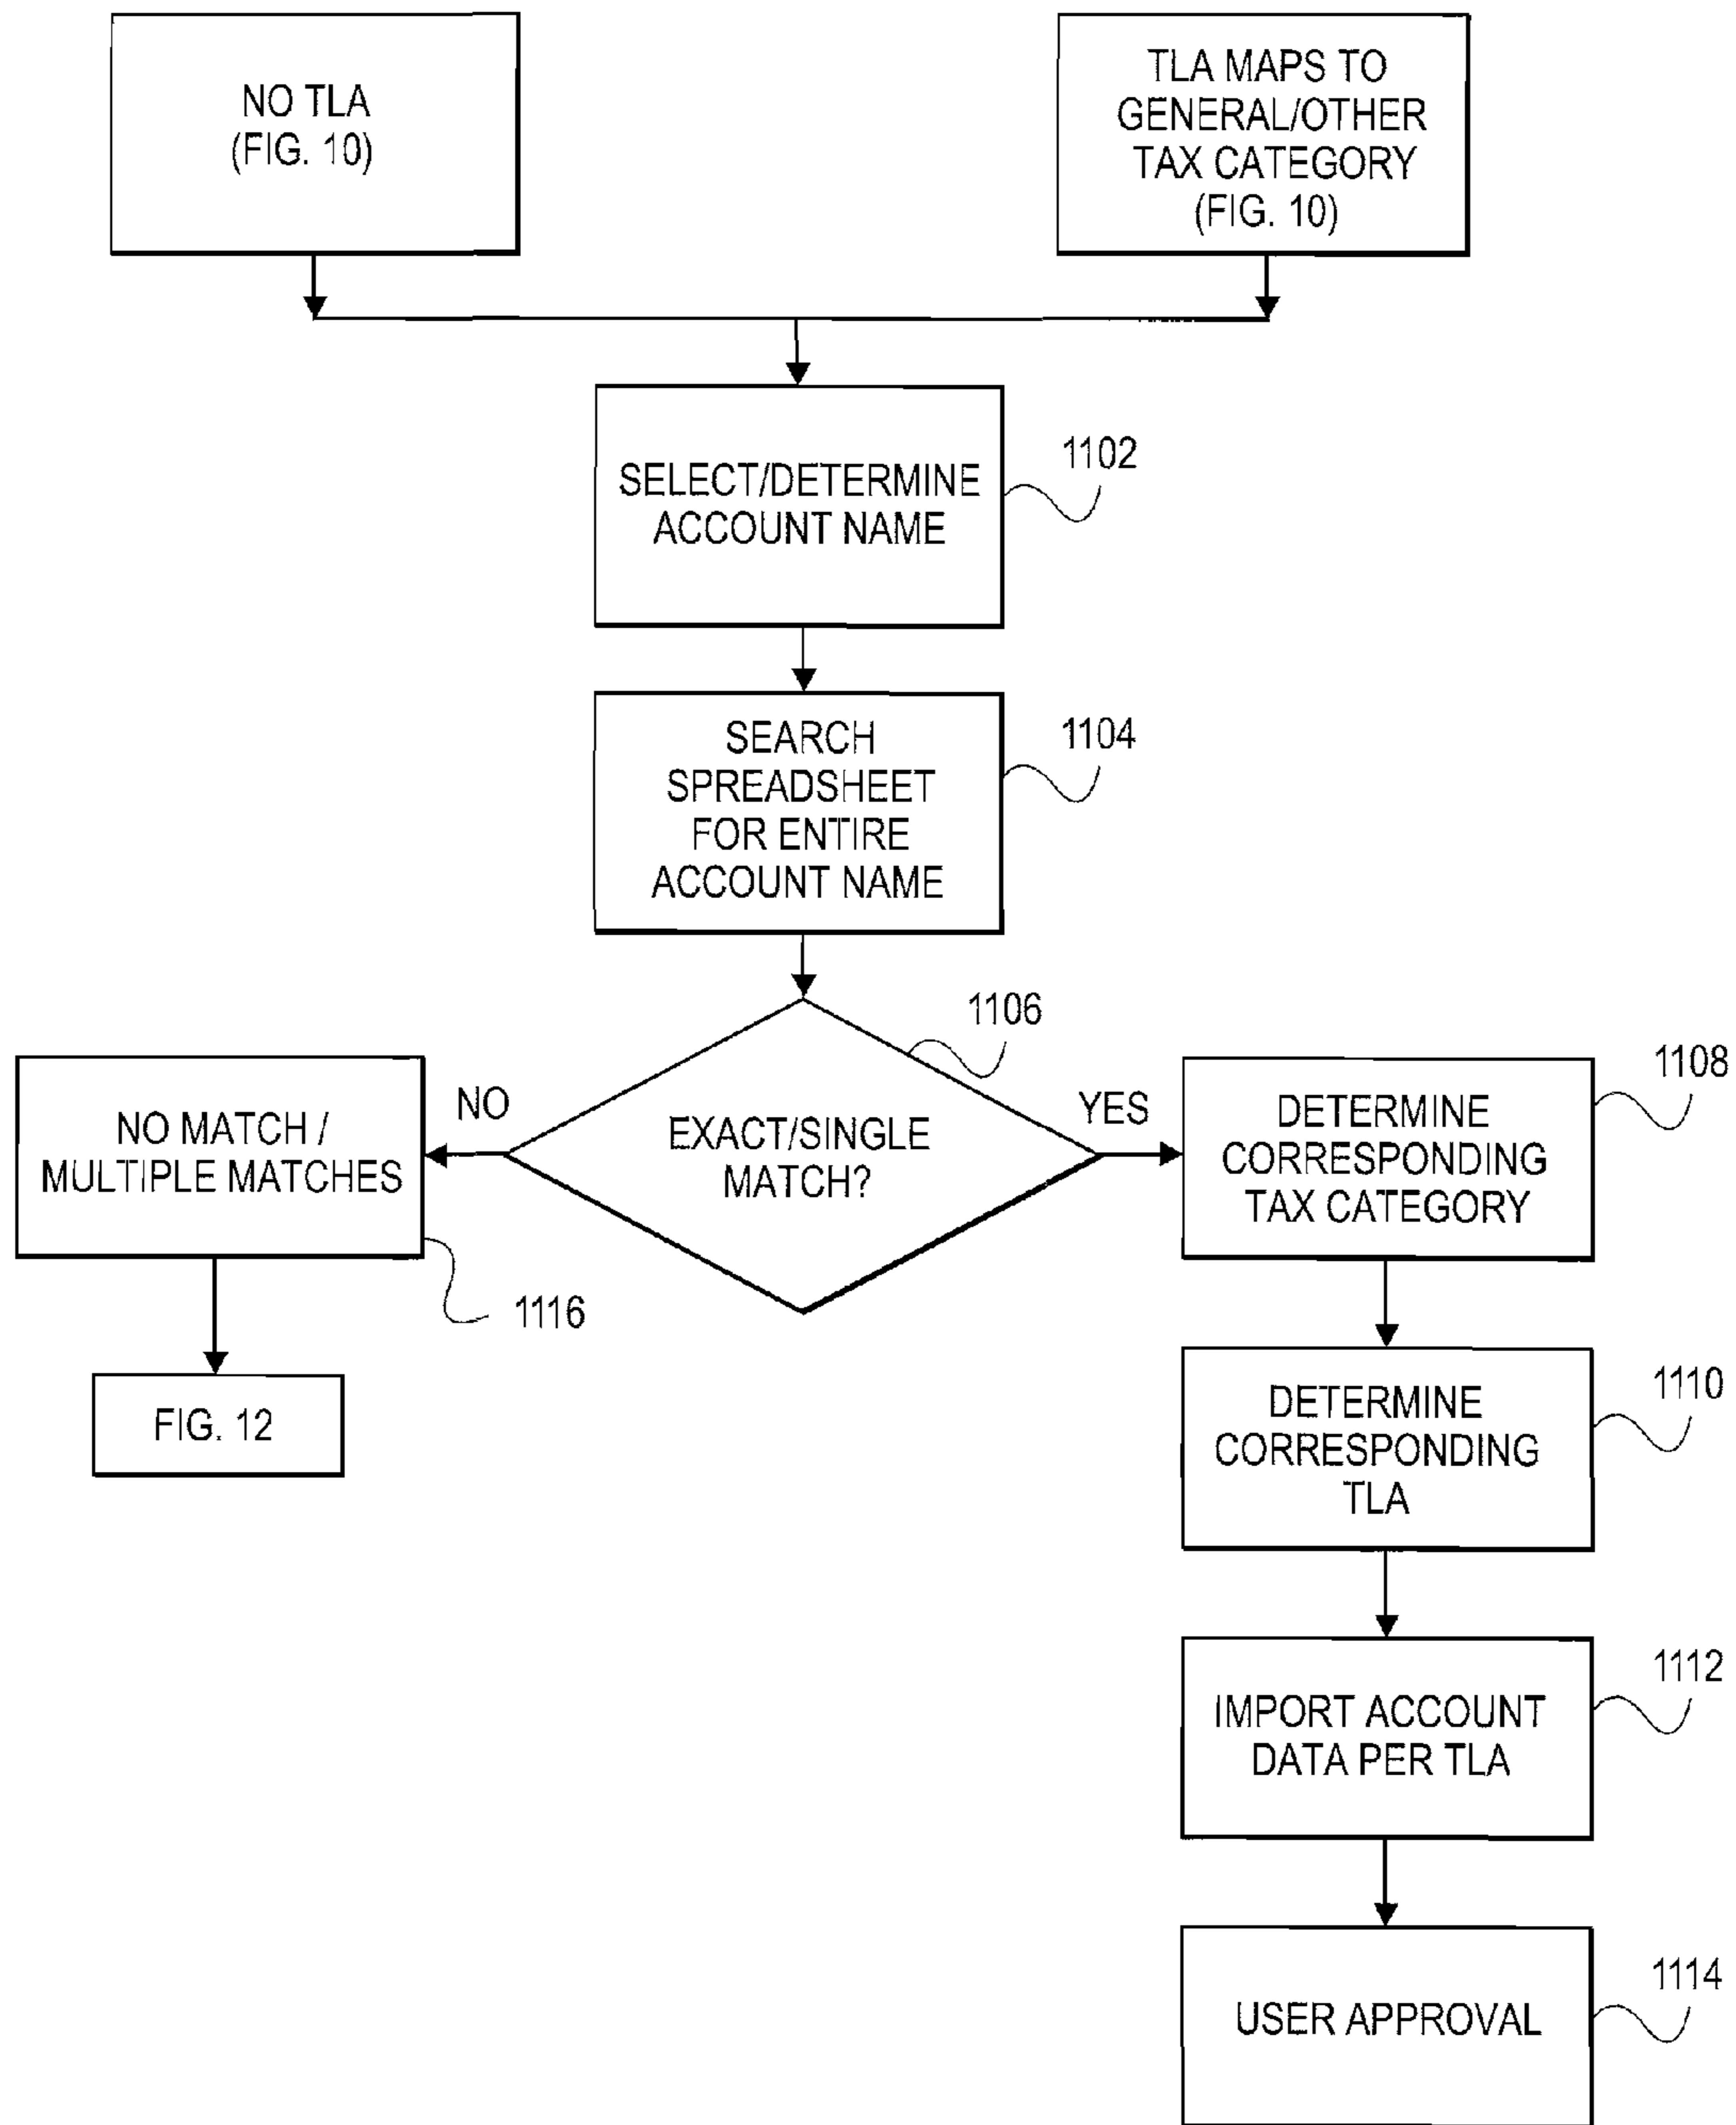 NO TLA
(FIG. 10)
TLA MAPS TO
GENERAL/OTHER
TAX CATEGORY
(FIG. 10)
SELECT/DETERMINE
ACCOUNT NAME
1102
SEARCH
SPREADSHEET
FOR ENTIRE
ACCOUNT NAME
1104
1106
EXACT/SINGLE
MATCH?
NO
YES
NO MATCH /
MULTIPLE MATCHES
1116
FIG. 12
DETERMINE
CORRESPONDING
TAX CATEGORY
1108
DETERMINE
CORRESPONDING
TLA
1110
IMPORT ACCOUNT
DATA PER TLA
1112
USER APPROVAL
1114